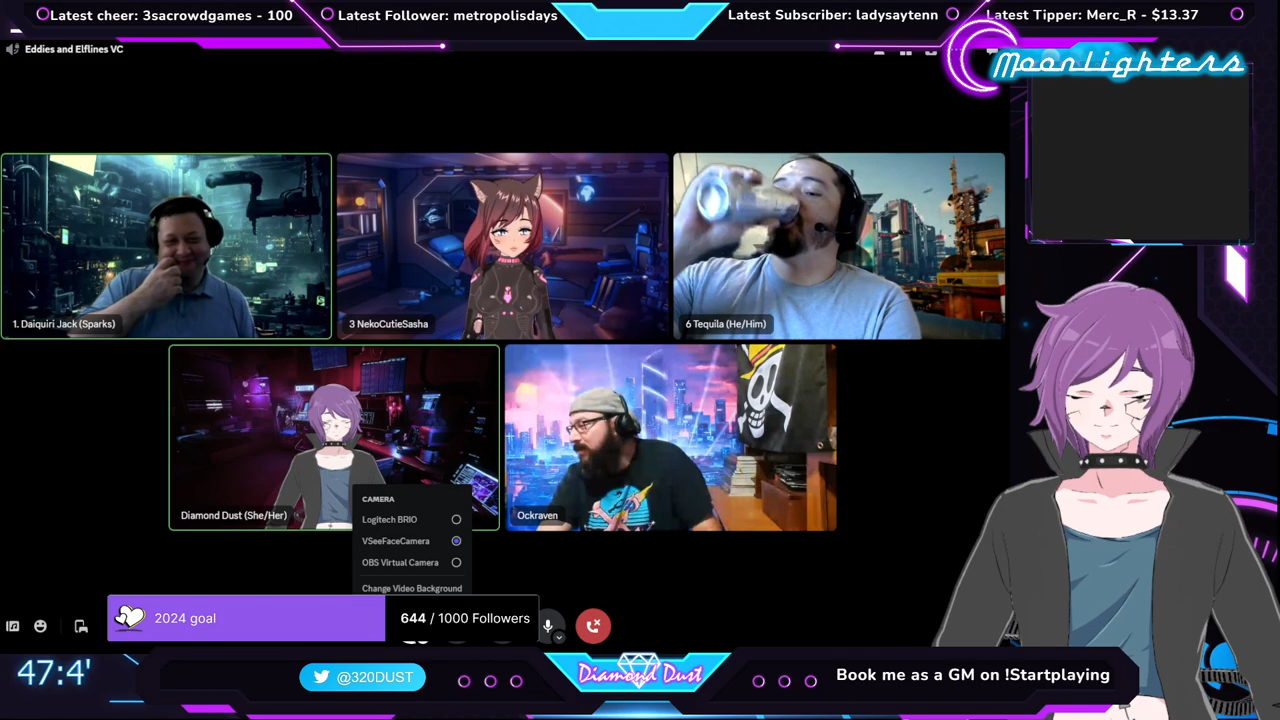 Latest cheer: 3sacrowdgames - 100
Latest Follower: metropolisdays
Latest Subscriber: ladysaytenn
Latest Tipper: Merc_R - $13.37
Eddies and Elflines VC
Moonlighters
1. Daiquiri Jack (Sparks)
3 NekoCutieSasha
6 Tequila (He/Him)
Diamond Dust (She/Her)
Ockraven
CAMERA
Logitech BRIO
VSeeFaceCamera
OBS Virtual Camera
Change Video Background
2024 goal
644 / 1000 Followers
47:4'
@320DUST
Diamond Dust
Book me as a GM on !Startplaying